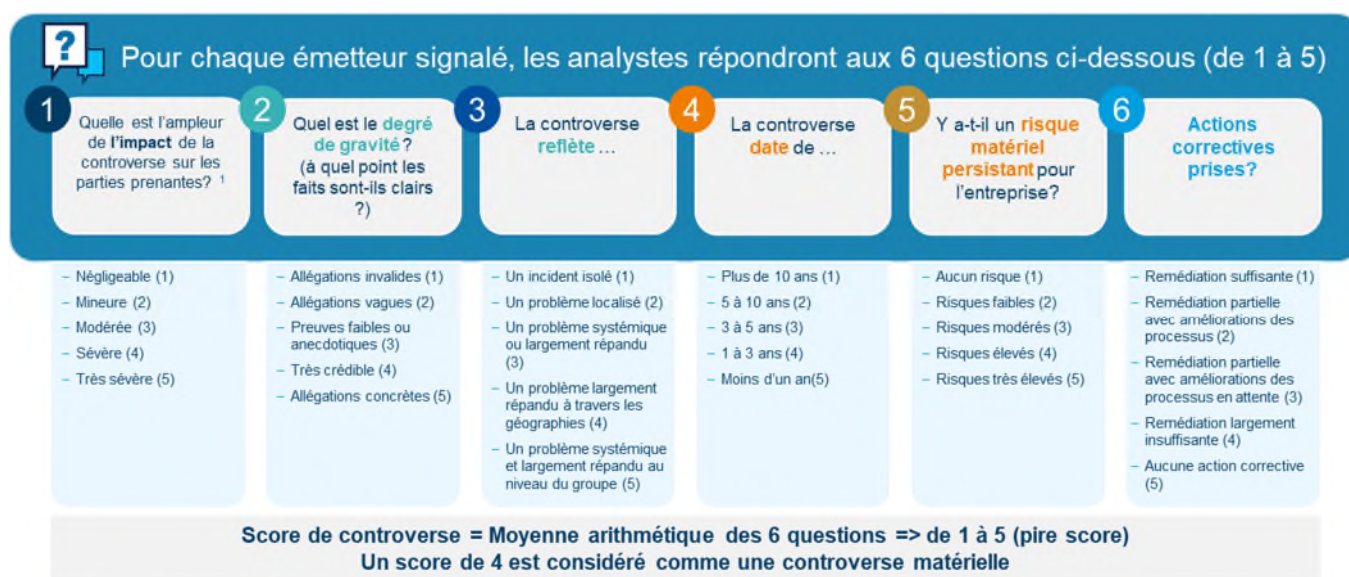 ?
Pour chaque émetteur signalé, les analystes répondront aux 6 questions ci-dessous (de 1 à 5)
1
Quelle est l'ampleur
de l'impact de la
controverse sur les
parties prenantes? 1
– Négligeable (1)
– Mineure (2)
– Modérée (3)
– Sévère (4)
– Très sévère (5)
2
Quel est le degré
de gravité ?
(à quel point les
faits sont-ils clairs
?)
– Allégations invalides (1)
– Allégations vagues (2)
– Preuves faibles ou
anecdotiques (3)
– Très crédible (4)
– Allégations concrètes (5)
3
La controverse
reflète ...
– Un incident isolé (1)
– Un problème localisé (2)
– Un problème systémique
ou largement répandu
(3)
– Un problème largement
répandu à travers les
géographies (4)
– Un problème systémique
et largement répandu au
niveau du groupe (5)
4
La controverse
date de ...
– Plus de 10 ans (1)
– 5 à 10 ans (2)
– 3 à 5 ans (3)
– 1 à 3 ans (4)
– Moins d'un an(5)
5
Y a-t-il un risque
matériel
persistant pour
l'entreprise?
– Aucun risque (1)
– Risques faibles (2)
– Risques modérés (3)
– Risques élevés (4)
– Risques très élevés (5)
6
Actions
correctives
prises?
– Remédiation suffisante (1)
– Remédiation partielle
avec améliorations des
processus (2)
– Remédiation partielle
avec améliorations des
processus en attente (3)
– Remédiation largement
insuffisante (4)
– Aucune action corrective
(5)
Score de controverse = Moyenne arithmétique des 6 questions => de 1 à 5 (pire score)
Un score de 4 est considéré comme une controverse matérielle